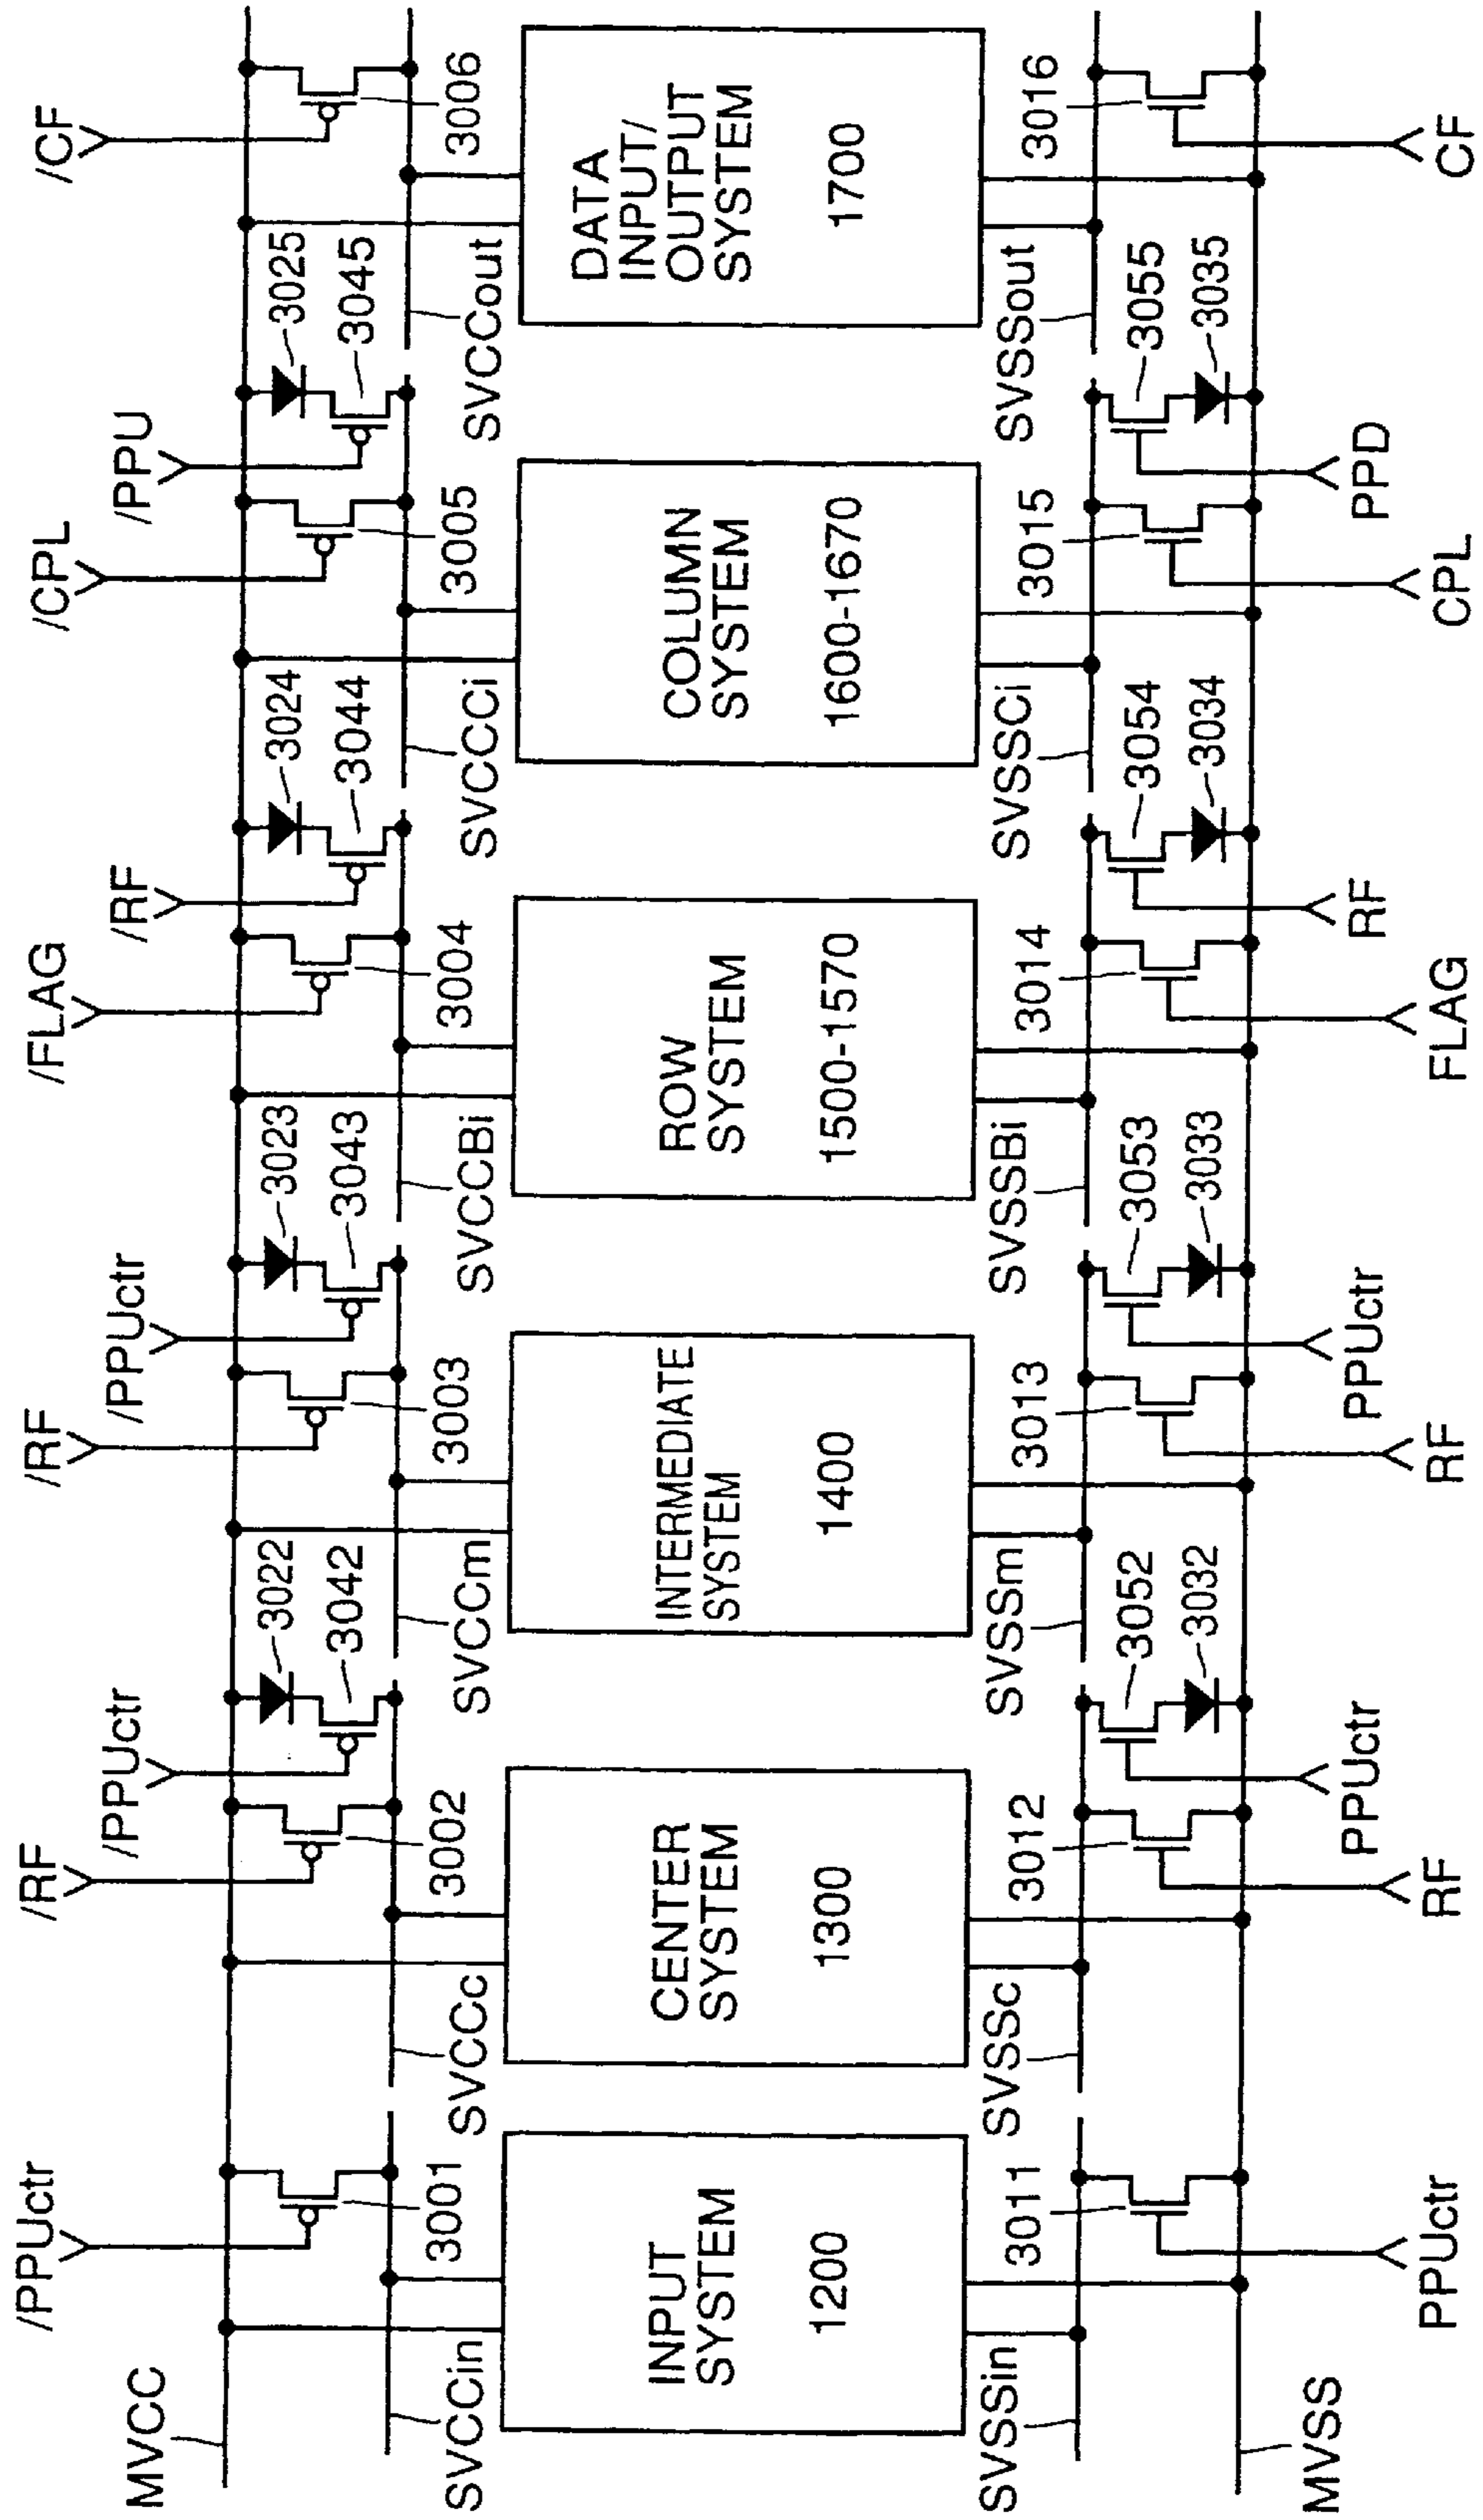 /PPUctr
/RF
/PPUctr
/RF
/PPUctr
/FLAG
/RF
/CPL
/PPU
/CF
MVCC
3001
3002
3022
3042
3003
3023
3043
3004
3024
3044
3005
3025
3045
3006
SVCCin
SVCCc
SVCCm
SVCCBi
SVCCCi
SVCCout
INPUT
SYSTEM
1200
CENTER
SYSTEM
1300
INTERMEDIATE
SYSTEM
1400
ROW
SYSTEM
1500-1570
COLUMN
SYSTEM
1600-1670
DATA
INPUT/
OUTPUT
SYSTEM
1700
SVSSin
SVSSc
SVSSm
SVSSBi
SVSSCi
SVSSout
3011
3012
3052
3032
3013
3053
3033
3014
3054
3034
3015
3055
3035
3016
MVSS
PPUctr
RF
PPUctr
RF
PPUctr
FLAG
RF
CPL
PPD
CF